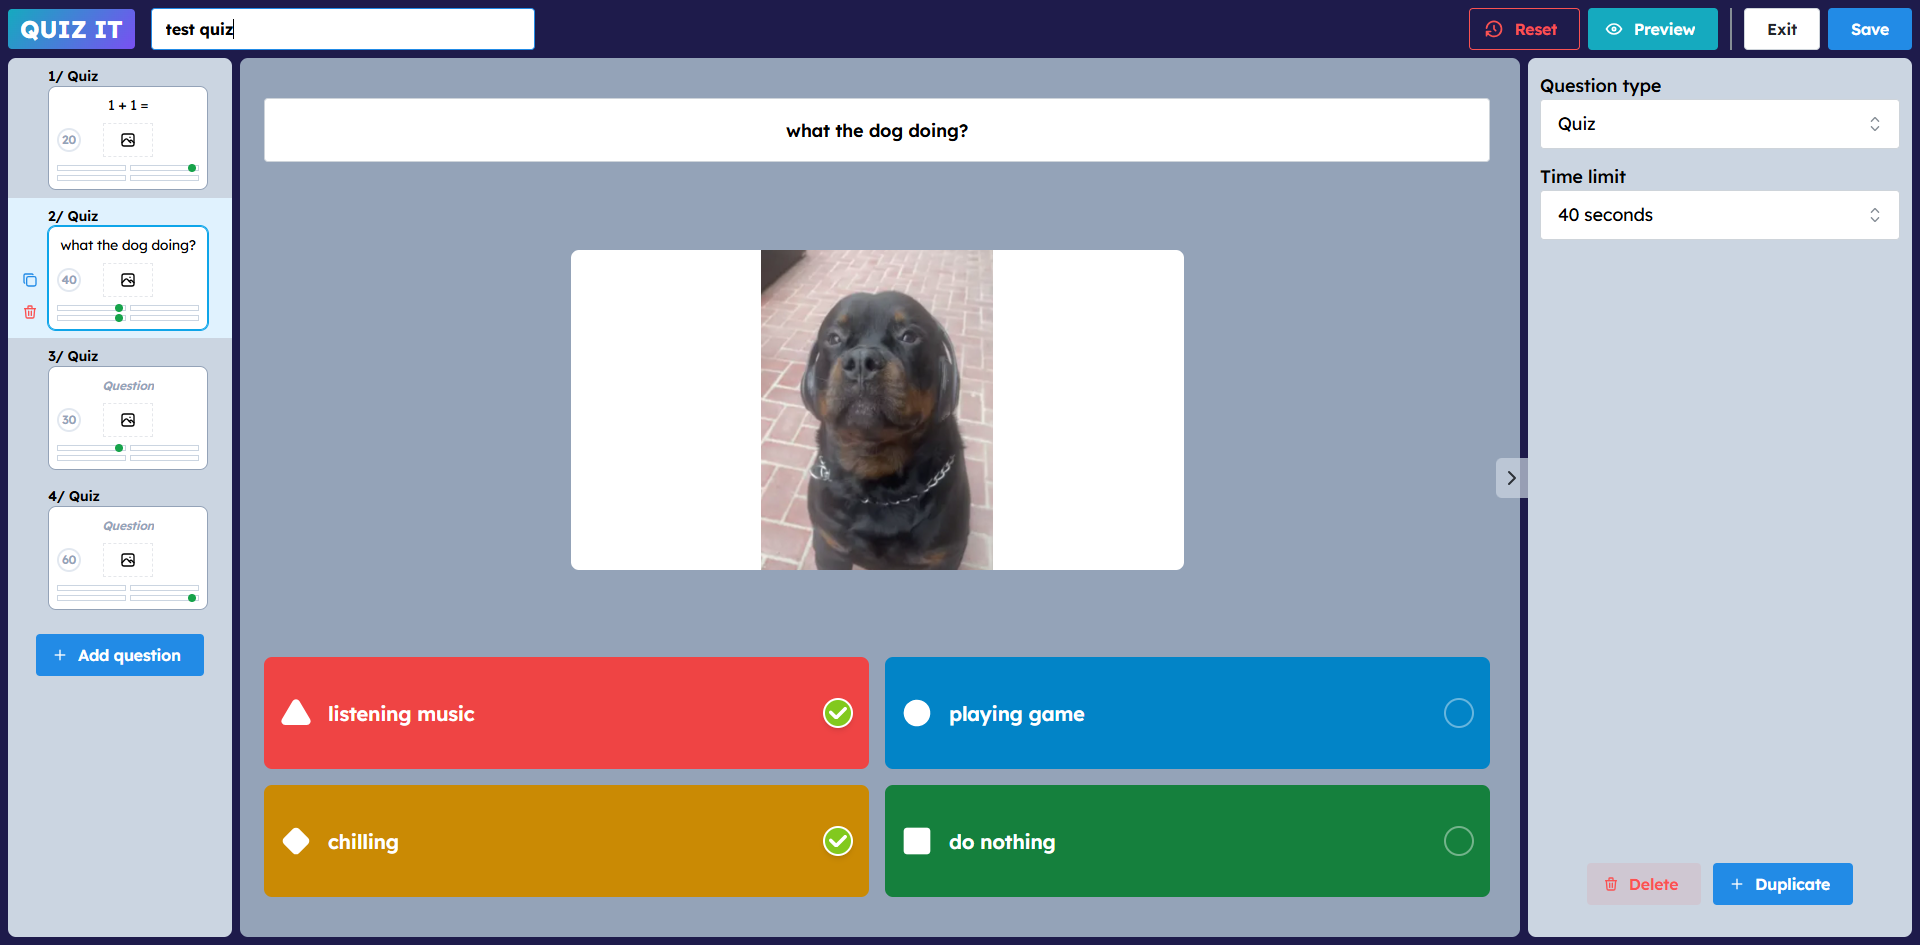 QUIZ IT
test quiz
Reset
Preview
Exit
Save
1/ Quiz
1 + 1 =
20
2/ Quiz
what the dog doing?
40
3/ Quiz
Question
30
4/ Quiz
Question
60
+ Add question
what the dog doing?
listening music
playing game
chilling
do nothing
Question type
Quiz
Time limit
40 seconds
Delete
+ Duplicate